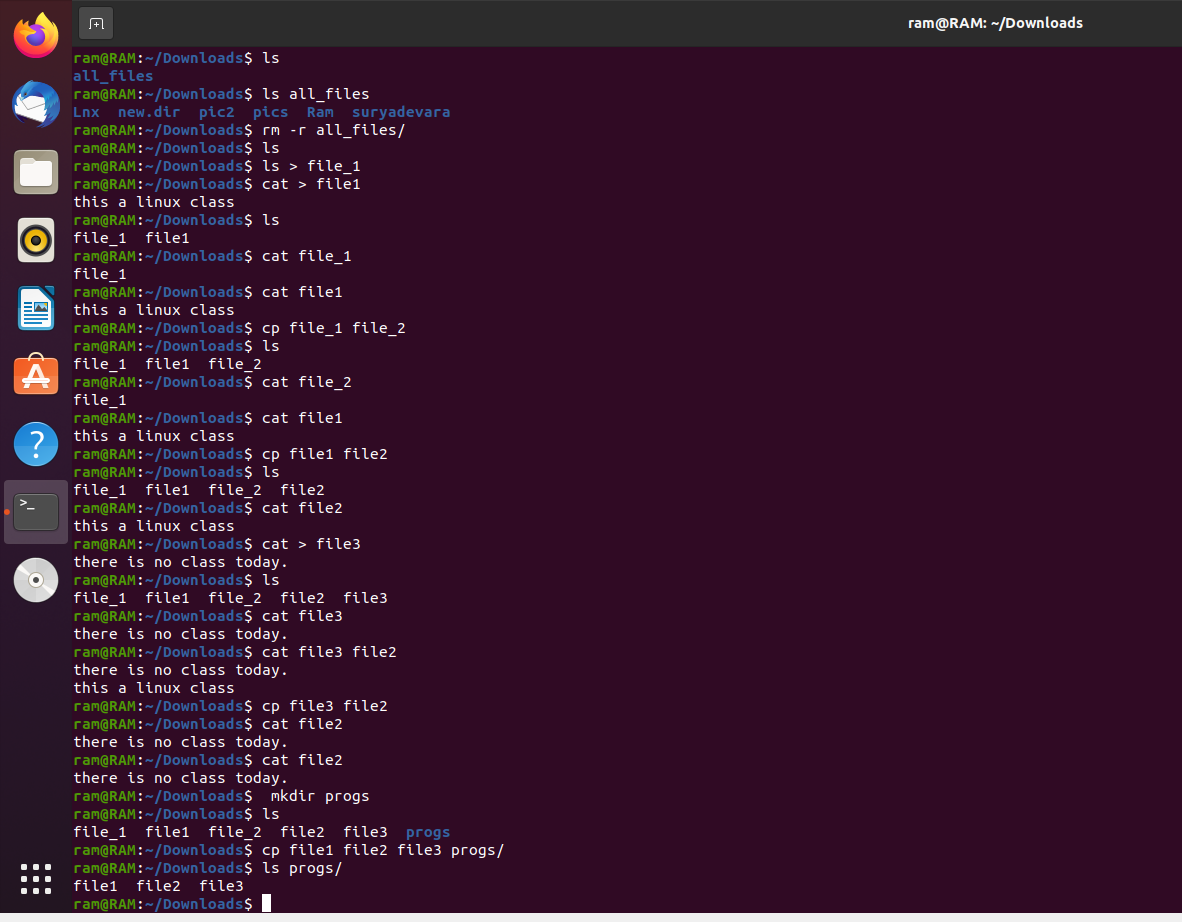 ram@RAM: ~/Downloads
ram@RAM:~/Downloads$ ls
all_files
ram@RAM:~/Downloads$ ls all_files
Lnx  new.dir  pic2  pics  Ram  suryadevara
ram@RAM:~/Downloads$ rm -r all_files/
ram@RAM:~/Downloads$ ls
ram@RAM:~/Downloads$ ls > file_1
ram@RAM:~/Downloads$ cat > file1
this a linux class
ram@RAM:~/Downloads$ ls
file_1  file1
ram@RAM:~/Downloads$ cat file_1
file_1
ram@RAM:~/Downloads$ cat file1
this a linux class
ram@RAM:~/Downloads$ cp file_1 file_2
ram@RAM:~/Downloads$ ls
file_1  file1  file_2
ram@RAM:~/Downloads$ cat file_2
file_1
ram@RAM:~/Downloads$ cat file1
this a linux class
ram@RAM:~/Downloads$ cp file1 file2
ram@RAM:~/Downloads$ ls
file_1  file1  file_2  file2
ram@RAM:~/Downloads$ cat file2
this a linux class
ram@RAM:~/Downloads$ cat > file3
there is no class today.
ram@RAM:~/Downloads$ ls
file_1  file1  file_2  file2  file3
ram@RAM:~/Downloads$ cat file3
there is no class today.
ram@RAM:~/Downloads$ cat file3 file2
there is no class today.
this a linux class
ram@RAM:~/Downloads$ cp file3 file2
ram@RAM:~/Downloads$ cat file2
there is no class today.
ram@RAM:~/Downloads$ cat file2
there is no class today.
ram@RAM:~/Downloads$  mkdir progs
ram@RAM:~/Downloads$ ls
file_1  file1  file_2  file2  file3  progs
ram@RAM:~/Downloads$ cp file1 file2 file3 progs/
ram@RAM:~/Downloads$ ls progs/
file1  file2  file3
ram@RAM:~/Downloads$